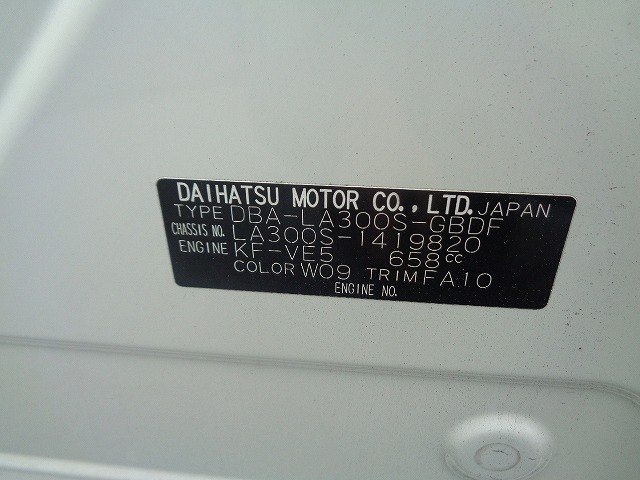 DAIHATSU MOTOR CO., LTD. JAPAN
TYPE DBA-LA300S-GBDF
CHASSIS NO. LA300S-1419820
ENGINE KF-VE5 658cc
COLOR W09 TRIM FA10
ENGINE NO.